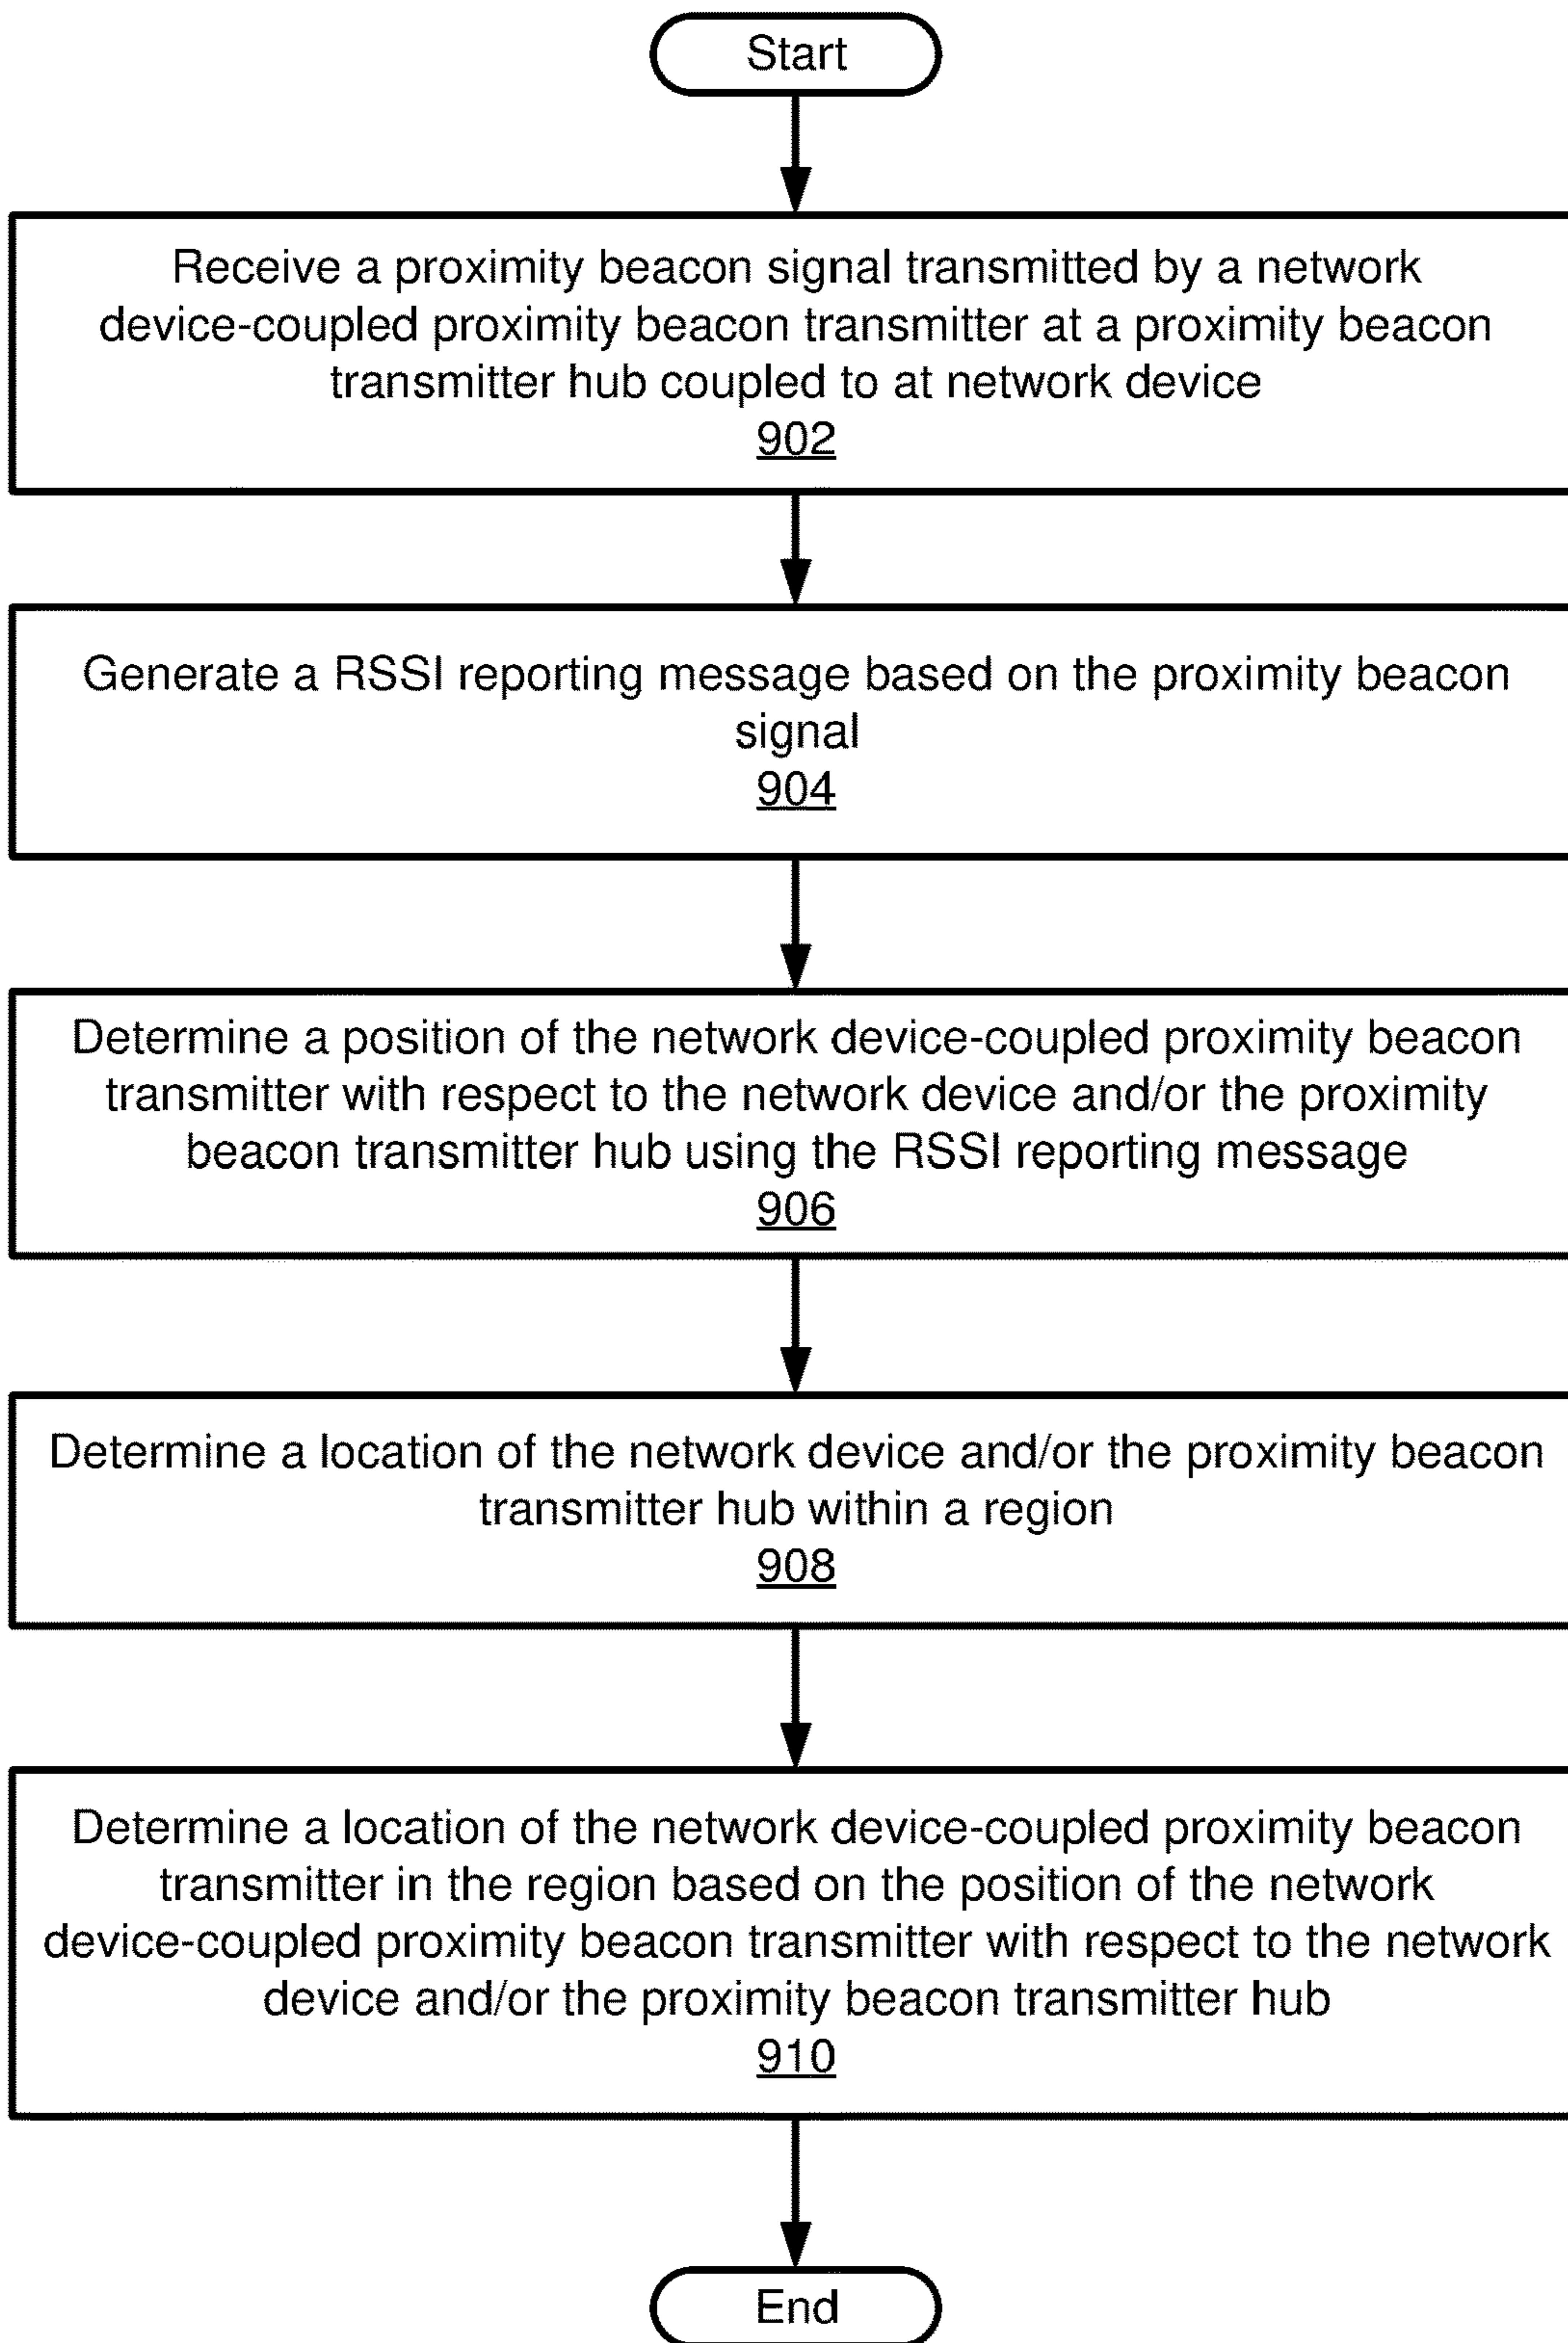 Start
Receive a proximity beacon signal transmitted by a network
device-coupled proximity beacon transmitter at a proximity beacon
transmitter hub coupled to at network device
902
Generate a RSSI reporting message based on the proximity beacon
signal
904
Determine a position of the network device-coupled proximity beacon
transmitter with respect to the network device and/or the proximity
beacon transmitter hub using the RSSI reporting message
906
Determine a location of the network device and/or the proximity beacon
transmitter hub within a region
908
Determine a location of the network device-coupled proximity beacon
transmitter in the region based on the position of the network
device-coupled proximity beacon transmitter with respect to the network
device and/or the proximity beacon transmitter hub
910
End